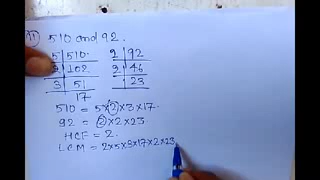 510 and 92.
5 510. 2 92
2 102 2 46
3 51 23
17
510 = 5×2×3×17.
92 = 2×2×23
HCF = 2.
LCM = 2×5×3×17×2×23